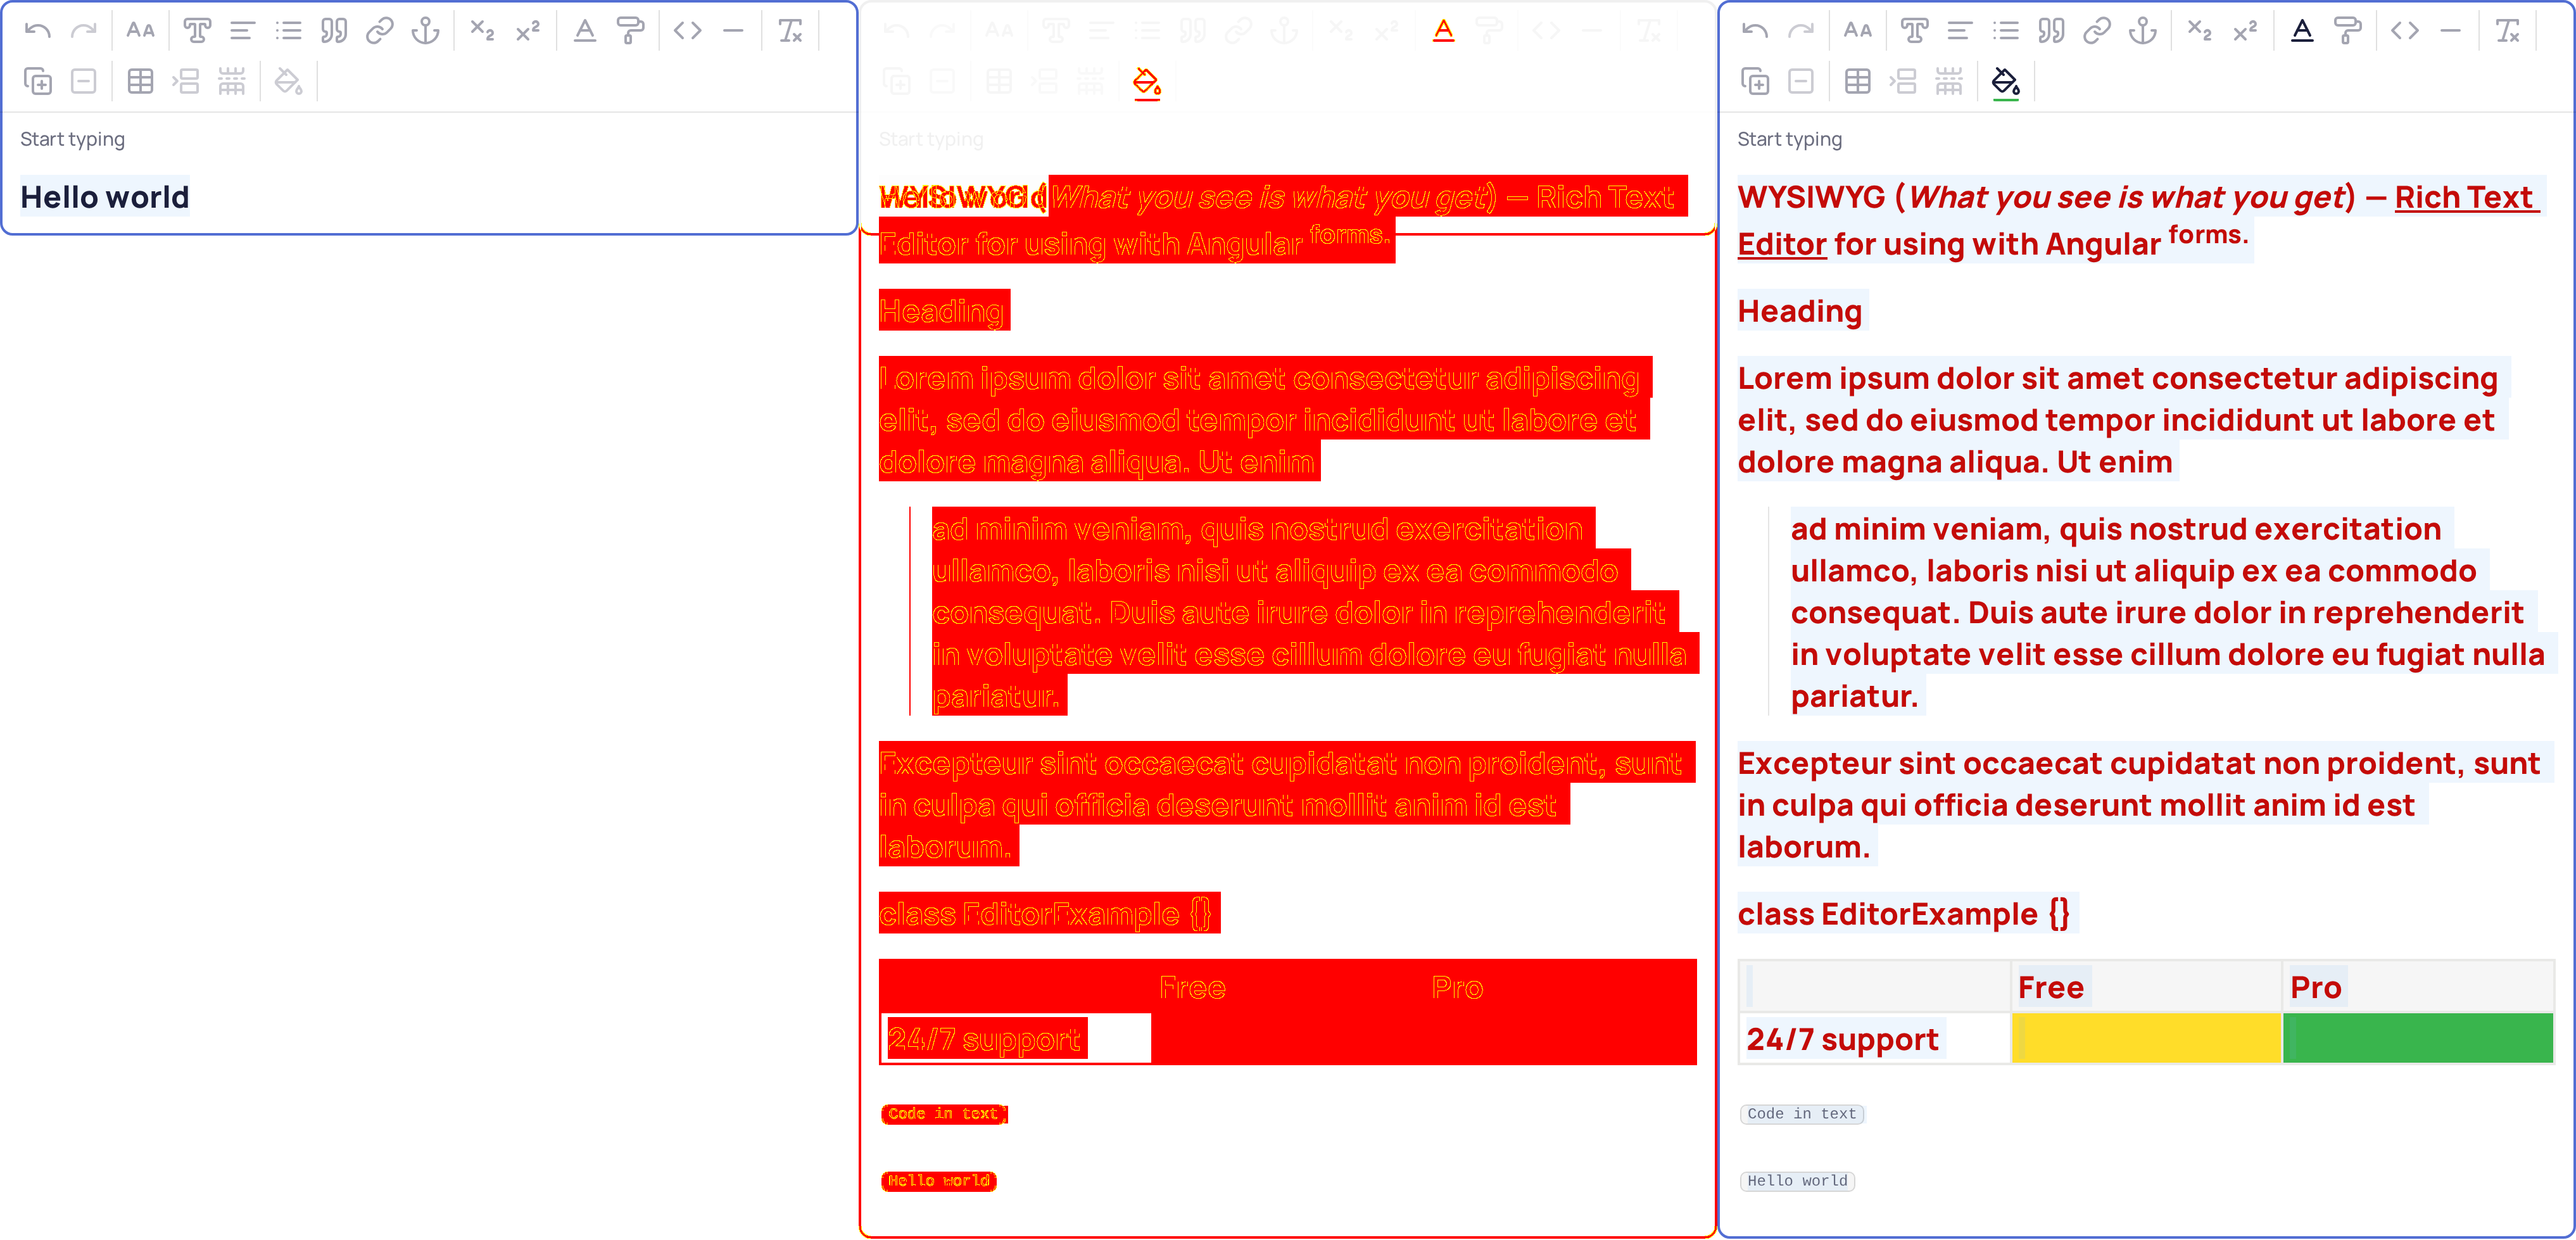 Start typing
Hello world
Start typing
WYSIWYG (What you see is what you get) — Rich Text
Editor for using with Angular forms.
Heading
Lorem ipsum dolor sit amet consectetur adipiscing
elit, sed do eiusmod tempor incididunt ut labore et
dolore magna aliqua. Ut enim
ad minim veniam, quis nostrud exercitation
ullamco, laboris nisi ut aliquip ex ea commodo
consequat. Duis aute irure dolor in reprehenderit
in voluptate velit esse cillum dolore eu fugiat nulla
pariatur.
Excepteur sint occaecat cupidatat non proident, sunt
in culpa qui officia deserunt mollit anim id est
laborum.
class EditorExample {}
Free Pro
24/7 support
Code in text
Hello world
Start typing
WYSIWYG (What you see is what you get) — Rich Text
Editor for using with Angular forms.
Heading
Lorem ipsum dolor sit amet consectetur adipiscing
elit, sed do eiusmod tempor incididunt ut labore et
dolore magna aliqua. Ut enim
ad minim veniam, quis nostrud exercitation
ullamco, laboris nisi ut aliquip ex ea commodo
consequat. Duis aute irure dolor in reprehenderit
in voluptate velit esse cillum dolore eu fugiat nulla
pariatur.
Excepteur sint occaecat cupidatat non proident, sunt
in culpa qui officia deserunt mollit anim id est
laborum.
class EditorExample {}
Free Pro
24/7 support
Code in text
Hello world